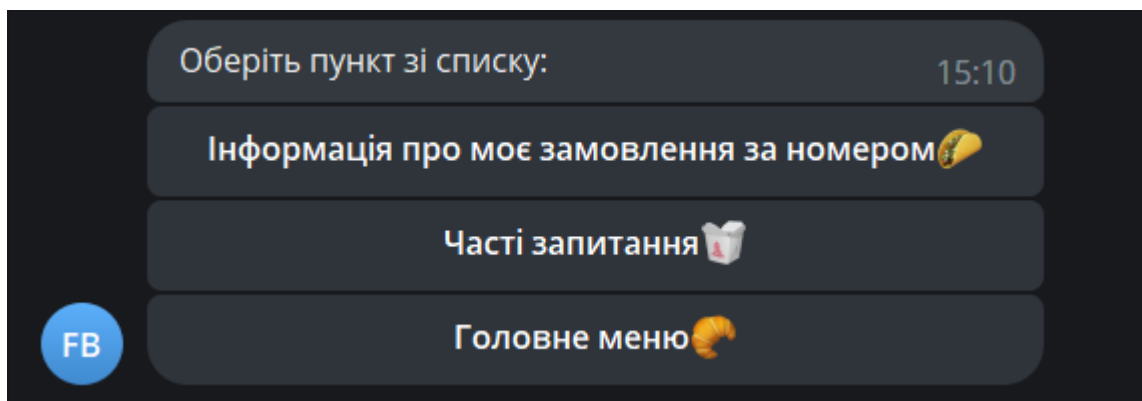 Оберіть пункт зі списку:
15:10
Інформація про моє замовлення за номером🌮
Часті запитання🥡
Головне меню🥐
FB